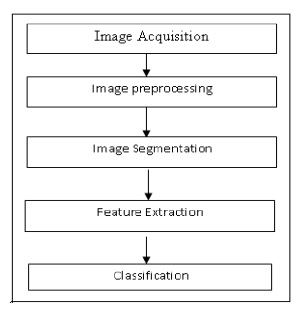 Image Acquisition
Image preprocessing
Image Segmentation
Feature Extraction
Classification